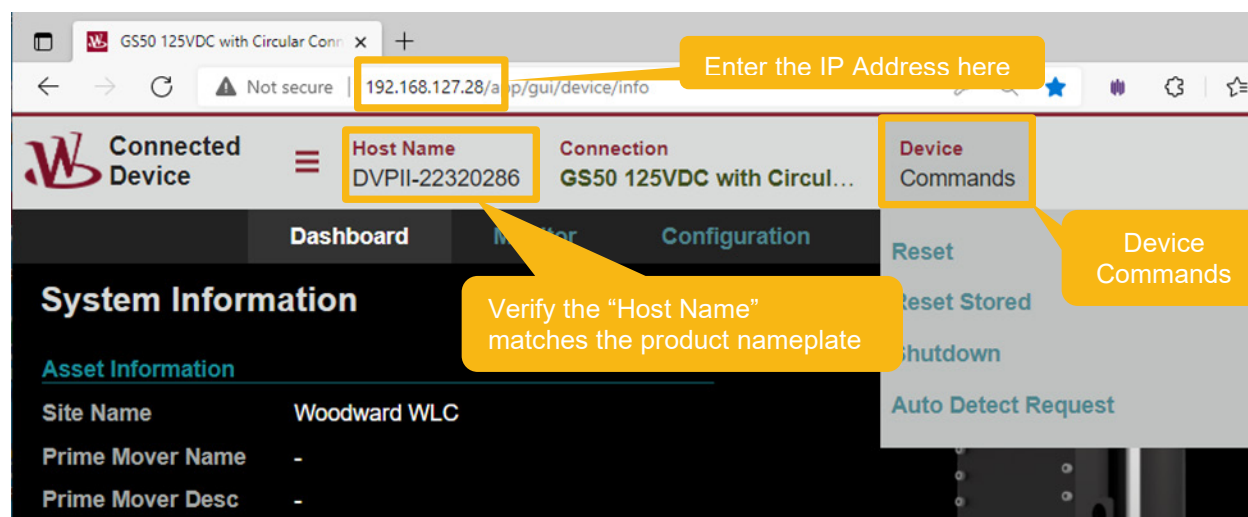 GS50 125VDC with Circular Conn
Enter the IP Address here
Not secure 192.168.127.28/app/gui/device/info
Connected Device
Host Name
DVPII-22320286
Connection
GS50 125VDC with Circul...
Device
Commands
Dashboard Monitor Configuration
Reset
Reset Stored
Shutdown
Auto Detect Request
Device
Commands
System Information
Verify the “Host Name”
matches the product nameplate
Asset Information
Site Name Woodward WLC
Prime Mover Name -
Prime Mover Desc -